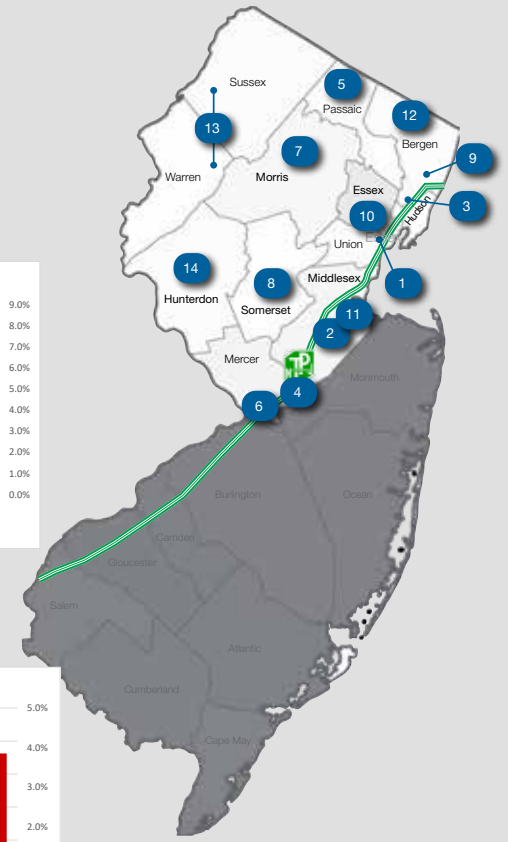 Sussex
5
Passaic
12
Bergen
13
7
9
Warren
Morris
Essex
3
Hudson
10
Union
14
Middlesex
1
8
Hunterdon
Somerset
11
2
Mercer
TP
4
Monmouth
6
Burlington
Ocean
Camden
Gloucester
Salem
Atlantic
Cumberland
Cape May
9.0%
8.0%
7.0%
6.0%
5.0%
4.0%
3.0%
2.0%
1.0%
0.0%
5.0%
4.0%
3.0%
2.0%